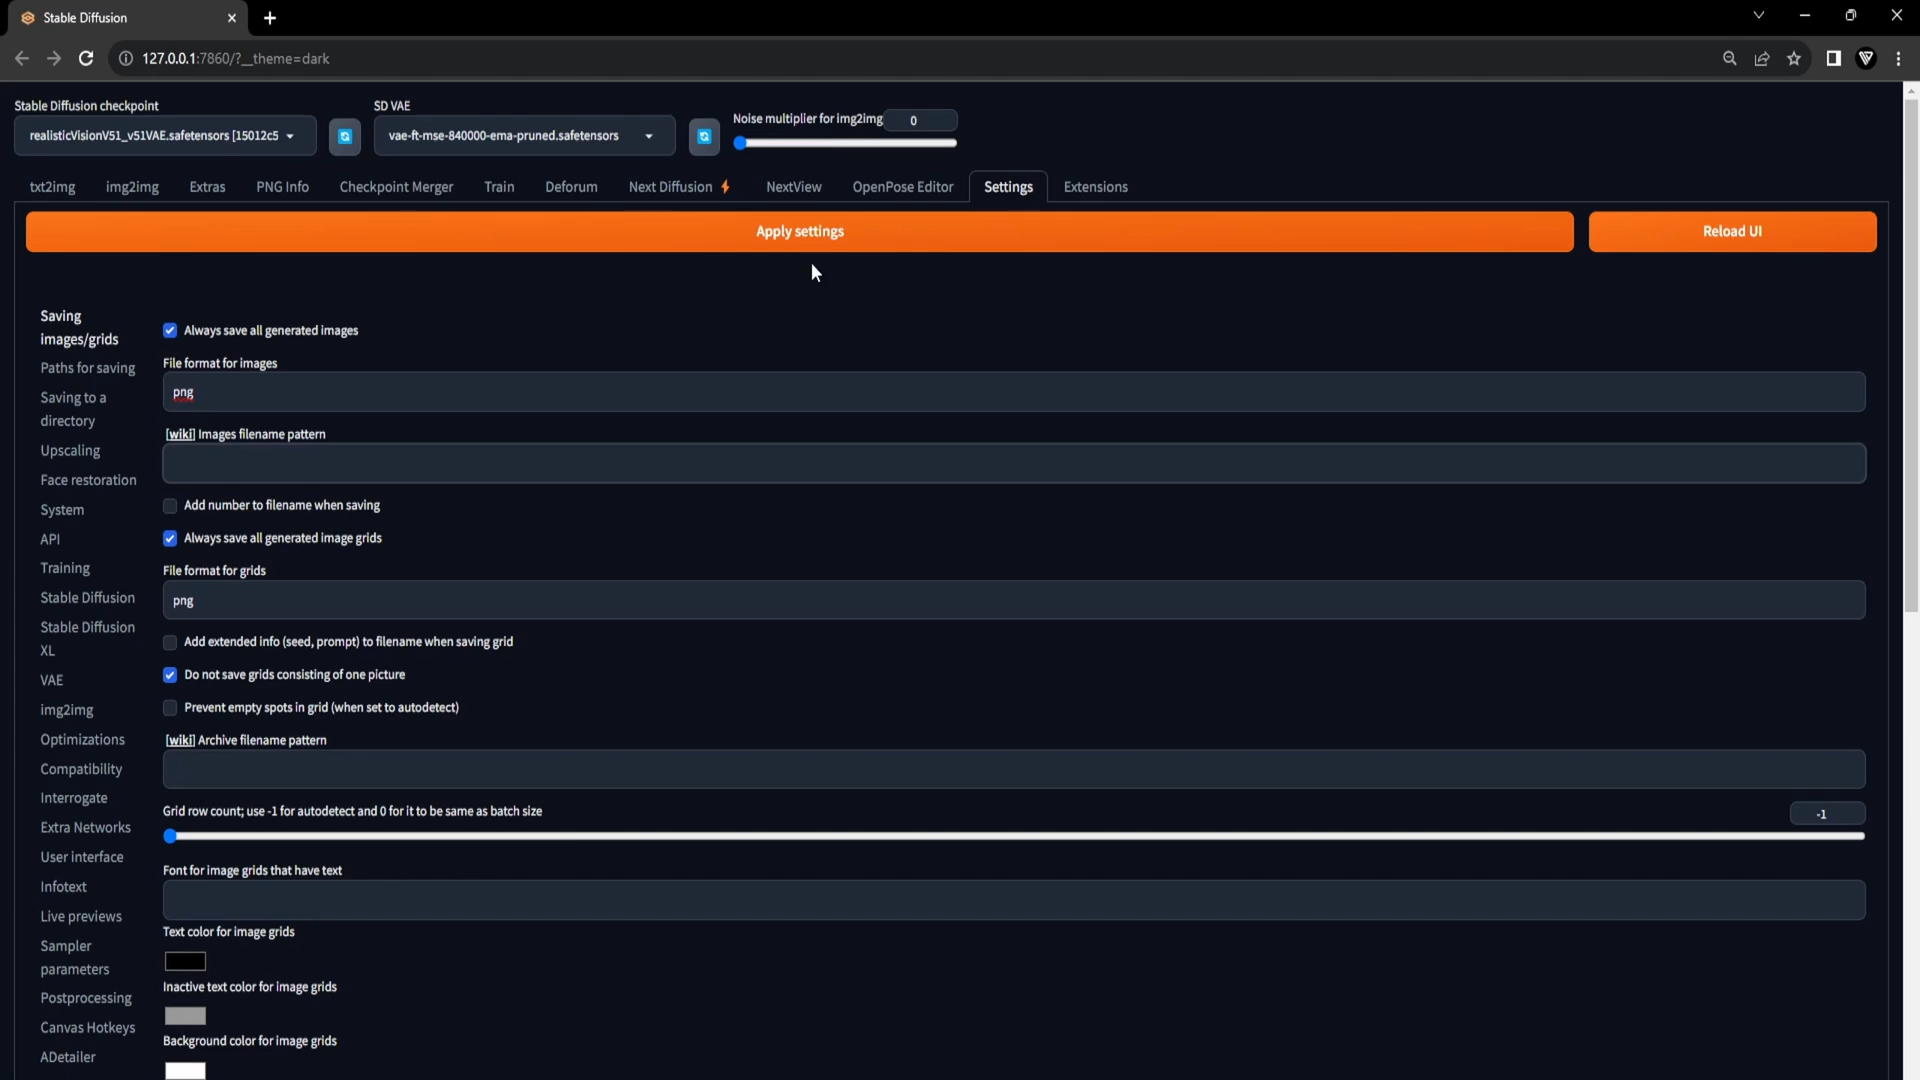 Stable Diffusion
127.0.0.1:7860/?__theme=dark
Stable Diffusion checkpoint
SD VAE
Noise multiplier for img2img
0
realisticVisionV51_v51VAE.safetensors [15012c5
vae-ft-mse-840000-ema-pruned.safetensors
txt2img
img2img
Extras
PNG Info
Checkpoint Merger
Train
Deforum
Next Diffusion
NextView
OpenPose Editor
Settings
Extensions
Apply settings
Reload UI
Saving
images/grids
Paths for saving
Saving to a
directory
Upscaling
Face restoration
System
API
Training
Stable Diffusion
Stable Diffusion
XL
VAE
img2img
Optimizations
Compatibility
Interrogate
Extra Networks
User interface
Infotext
Live previews
Sampler
parameters
Postprocessing
Canvas Hotkeys
ADetailer
Always save all generated images
File format for images
png
[wiki] Images filename pattern
Add number to filename when saving
Always save all generated image grids
File format for grids
png
Add extended info (seed, prompt) to filename when saving grid
Do not save grids consisting of one picture
Prevent empty spots in grid (when set to autodetect)
[wiki] Archive filename pattern
Grid row count; use -1 for autodetect and 0 for it to be same as batch size
-1
Font for image grids that have text
Text color for image grids
Inactive text color for image grids
Background color for image grids